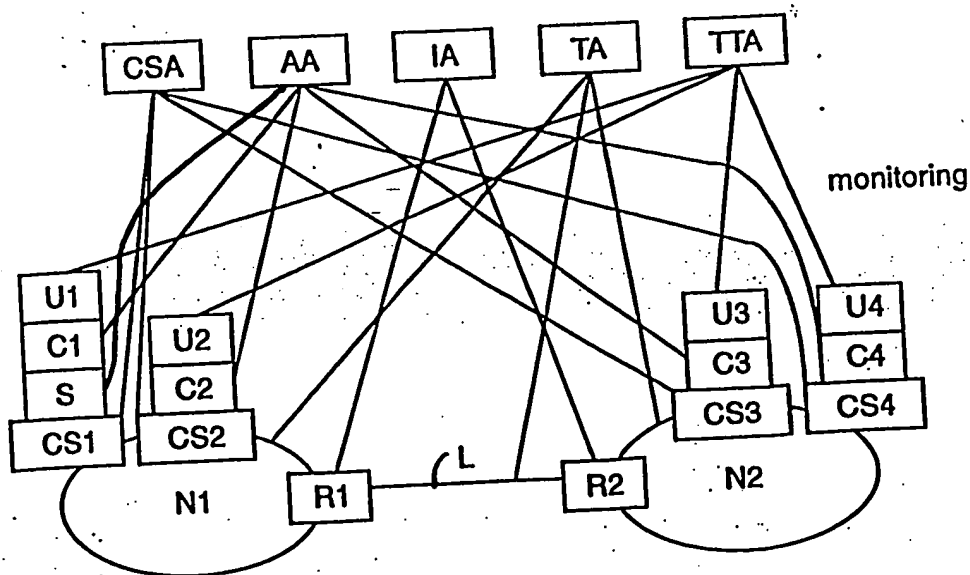 CSA AA IA TA TTA
monitoring
U1
C1
S
CS1
U2
C2
CS2
U3
C3
CS3
U4
C4
CS4
N1
R1
L
R2
N2